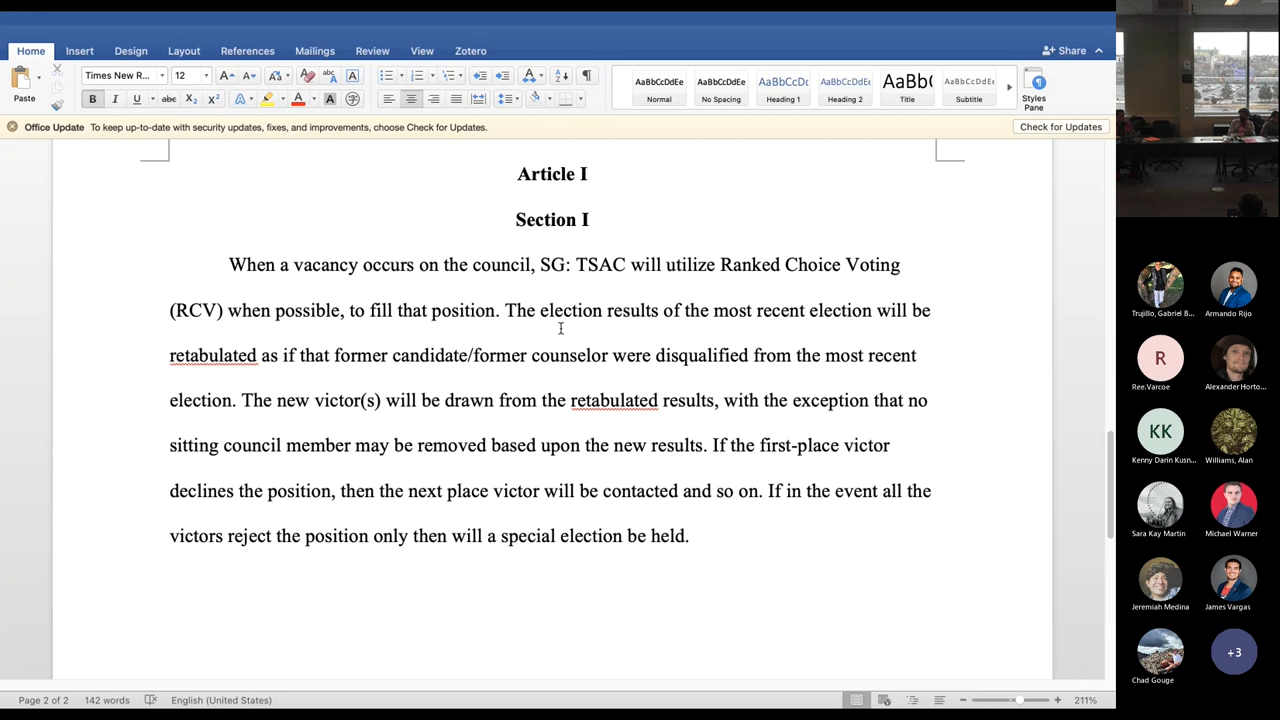 Home Insert Design Layout References Mailings Review View Zotero Share
Times New R... 12
Paste
AaBbCcDdEe AaBbCcDdEe AaBbCcDc AaBbCcDdEe AaBb( AaBbCcDdEe
Normal No Spacing Heading 1 Heading 2 Title Subtitle Styles Pane
Office Update To keep up-to-date with security updates, fixes, and improvements, choose Check for Updates. Check for Updates
Article I
Section I
When a vacancy occurs on the council, SG: TSAC will utilize Ranked Choice Voting
(RCV) when possible, to fill that position. The election results of the most recent election will be
retabulated as if that former candidate/former counselor were disqualified from the most recent
election. The new victor(s) will be drawn from the retabulated results, with the exception that no
sitting council member may be removed based upon the new results. If the first-place victor
declines the position, then the next place victor will be contacted and so on. If in the event all the
victors reject the position only then will a special election be held.
Page 2 of 2 142 words English (United States) 211%
Trujillo, Gabriel B... Armando Rijo
R
Ree.Varcoe Alexander Horto...
KK
Kenny Darin Kusn... Williams, Alan
Sara Kay Martin Michael Warner
Jeremiah Medina James Vargas
Chad Gouge +3